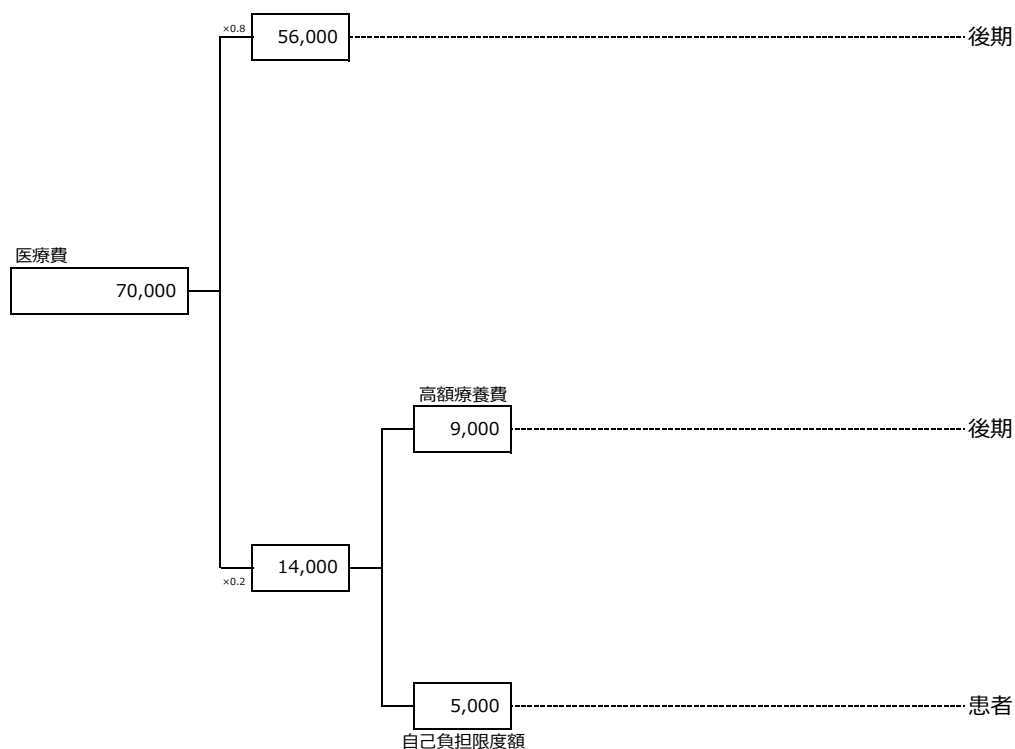 ×0.8
56,000
後期
医療費
70,000
高額療養費
9,000
後期
14,000
×0.2
5,000
患者
自己負担限度額